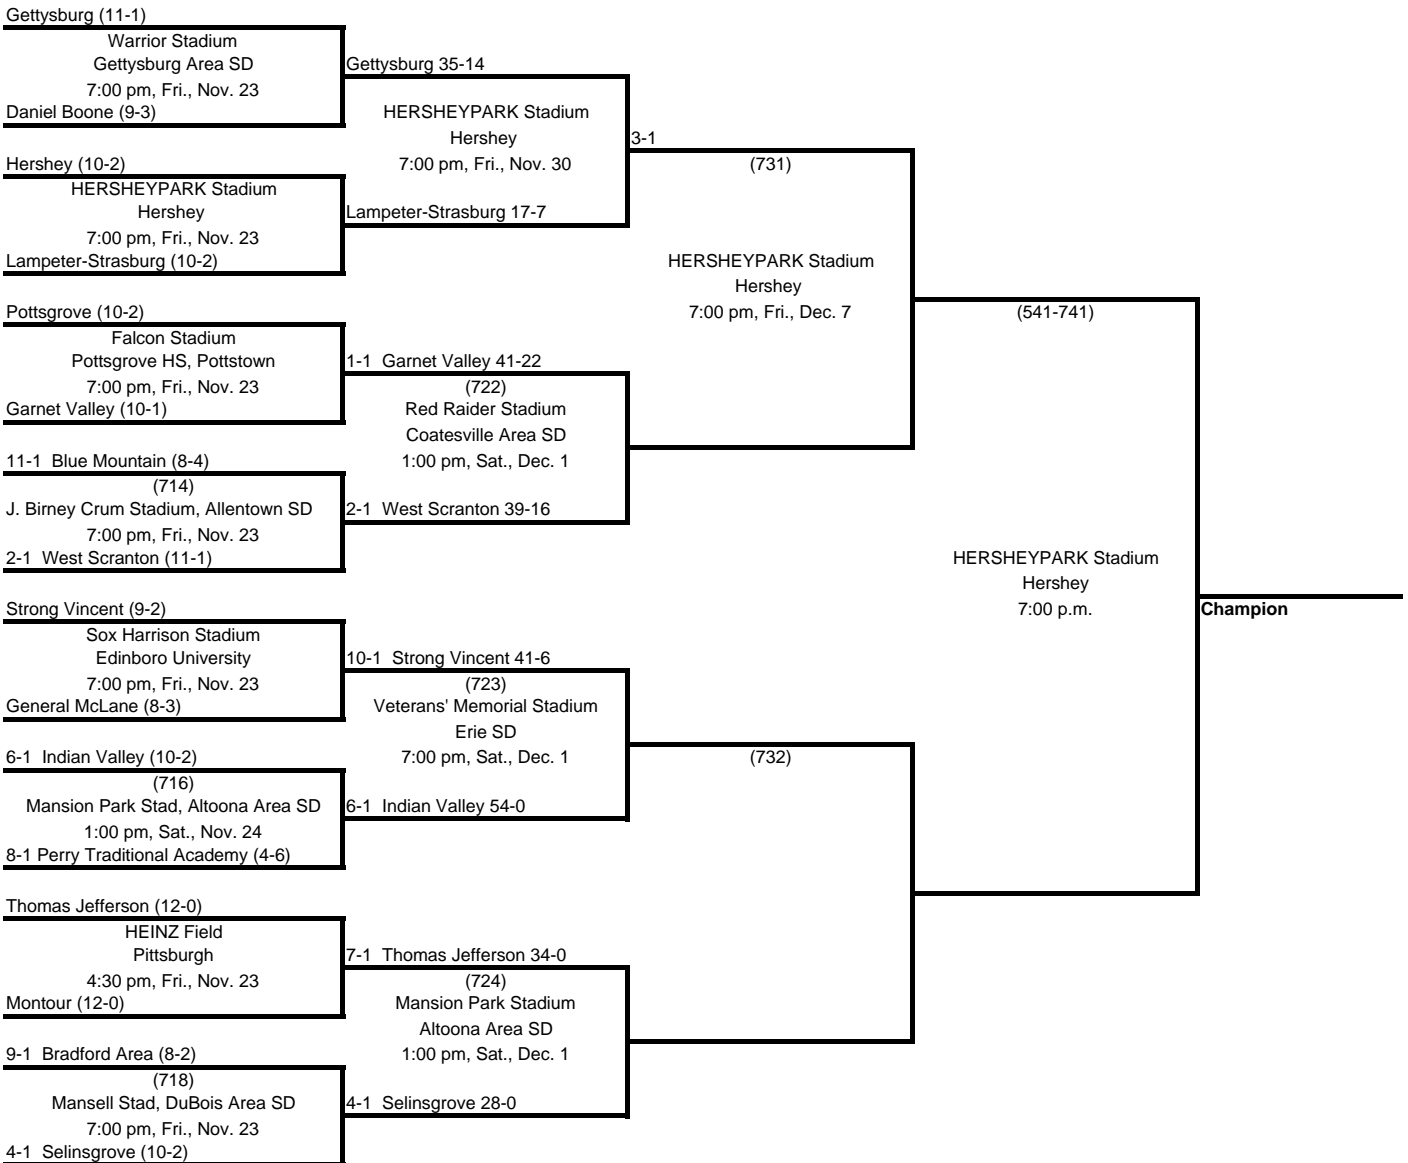 Gettysburg (11-1)
Warrior Stadium
Gettysburg Area SD
7:00 pm, Fri., Nov. 23
Daniel Boone (9-3)
Hershey (10-2)
HERSHEYPARK Stadium
Hershey
7:00 pm, Fri., Nov. 23
Lampeter-Strasburg (10-2)
Pottsgrove (10-2)
Falcon Stadium
Pottsgrove HS, Pottstown
7:00 pm, Fri., Nov. 23
Garnet Valley (10-1)
11-1 Blue Mountain (8-4)
(714)
J. Birney Crum Stadium, Allentown SD
7:00 pm, Fri., Nov. 23
2-1 West Scranton (11-1)
Strong Vincent (9-2)
Sox Harrison Stadium
Edinboro University
7:00 pm, Fri., Nov. 23
General McLane (8-3)
6-1 Indian Valley (10-2)
(716)
Mansion Park Stad, Altoona Area SD
1:00 pm, Sat., Nov. 24
8-1 Perry Traditional Academy (4-6)
Thomas Jefferson (12-0)
HEINZ Field
Pittsburgh
4:30 pm, Fri., Nov. 23
Montour (12-0)
9-1 Bradford Area (8-2)
(718)
Mansell Stad, DuBois Area SD
7:00 pm, Fri., Nov. 23
4-1 Selinsgrove (10-2)
Gettysburg 35-14
HERSHEYPARK Stadium
Hershey
7:00 pm, Fri., Nov. 30
Lampeter-Strasburg 17-7
1-1 Garnet Valley 41-22
(722)
Red Raider Stadium
Coatesville Area SD
1:00 pm, Sat., Dec. 1
2-1 West Scranton 39-16
10-1 Strong Vincent 41-6
(723)
Veterans' Memorial Stadium
Erie SD
7:00 pm, Sat., Dec. 1
6-1 Indian Valley 54-0
7-1 Thomas Jefferson 34-0
(724)
Mansion Park Stadium
Altoona Area SD
1:00 pm, Sat., Dec. 1
4-1 Selinsgrove 28-0
3-1
(731)
HERSHEYPARK Stadium
Hershey
7:00 pm, Fri., Dec. 7
(732)
(541-741)
HERSHEYPARK Stadium
Hershey
7:00 p.m.
Champion